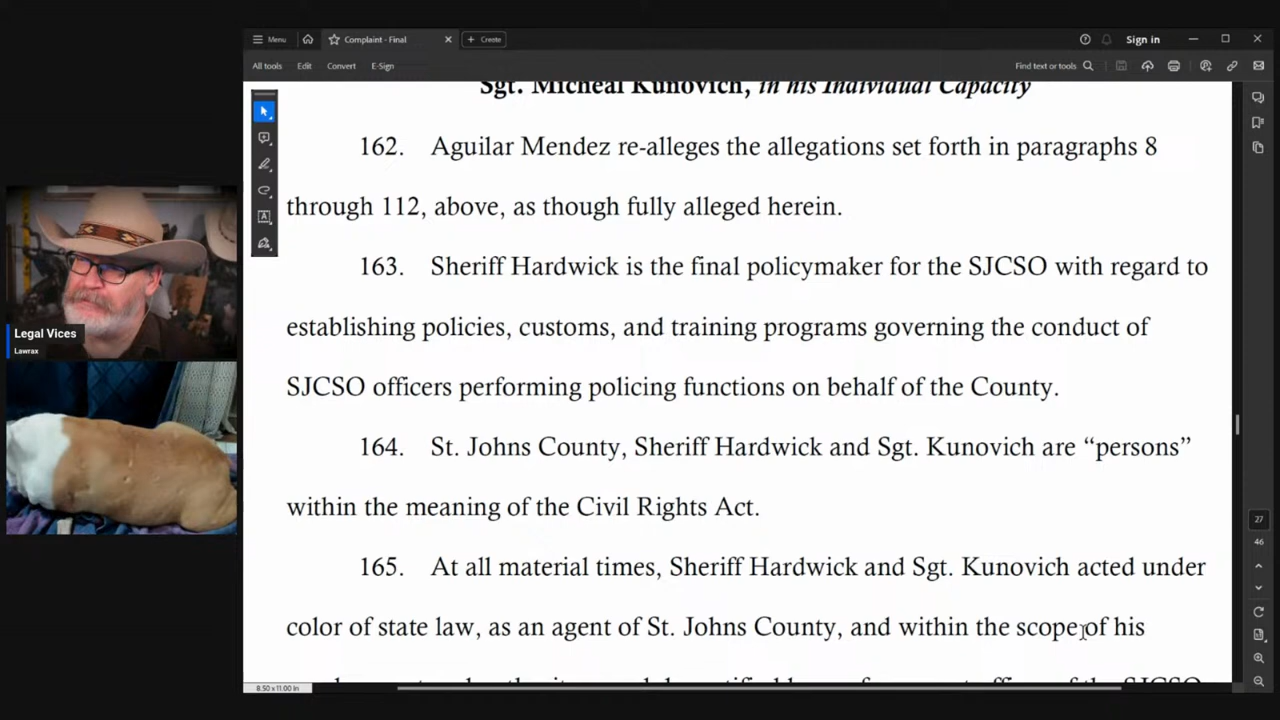 Menu
Complaint - Final
Create
Sign in
All tools
Edit
Convert
E-Sign
Find text or tools
Sgt. Micheal Kunovich, in his Individual Capacity
162. Aguilar Mendez re-alleges the allegations set forth in paragraphs 8
through 112, above, as though fully alleged herein.
163. Sheriff Hardwick is the final policymaker for the SJCSO with regard to
establishing policies, customs, and training programs governing the conduct of
SJCSO officers performing policing functions on behalf of the County.
164. St. Johns County, Sheriff Hardwick and Sgt. Kunovich are “persons”
within the meaning of the Civil Rights Act.
165. At all material times, Sheriff Hardwick and Sgt. Kunovich acted under
color of state law, as an agent of St. Johns County, and within the scope of his
Legal Vices
Lawrax
27
46
8.50 x 11.00 in